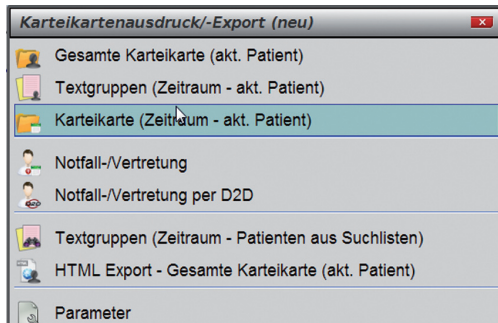 Karteikartenausdruck/-Export (neu)
Gesamte Karteikarte (akt. Patient)
Textgruppen (Zeitraum - akt. Patient)
Karteikarte (Zeitraum - akt. Patient)
Notfall-/Vertretung
Notfall-/Vertretung per D2D
Textgruppen (Zeitraum - Patienten aus Suchlisten)
HTML Export - Gesamte Karteikarte (akt. Patient)
Parameter